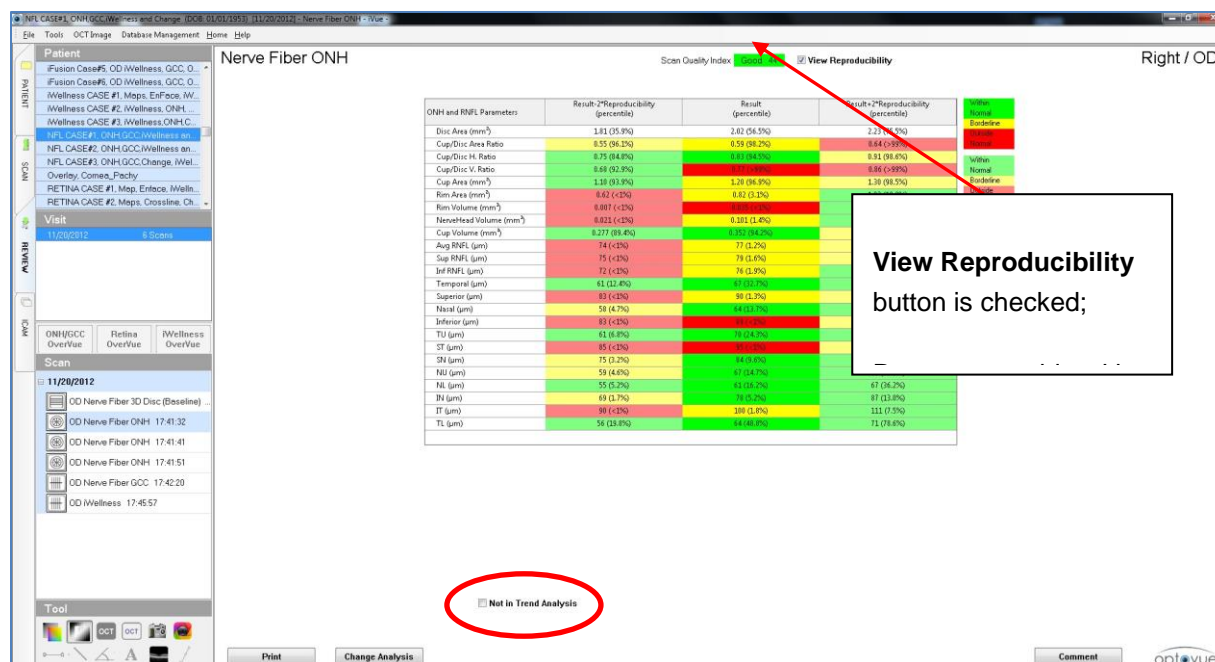 NFL CASE#1, ONH,GCC,iWellness and Change (DOB: 01/01/1953) [11/20/2012] - Nerve Fiber ONH - iVue -
File Tools OCT Image Database Management Home Help
PATIENT
SCAN
REVIEW
ICAM
Patient
iFusion Case#5, OD iWellness, GCC, O...
iFusion Case#6, OD iWellness, GCC, O...
iWellness CASE #1, Maps, EnFace, iW...
iWellness CASE #2, iWellness, ONH, ...
iWellness CASE #3, iWellness,ONH,C...
NFL CASE#1, ONH,GCC,iWellness an...
NFL CASE#2, ONH,GCC,iWellness an...
NFL CASE#3, ONH,GCC,Change, iWel...
Overlay, Cornea,_Pachy
RETINA CASE #1, Map, Enface, iWelln...
RETINA CASE #2, Maps, Crossline, Ch...
Visit
11/20/2012 6 Scans
ONH/GCC OverVue
Retina OverVue
iWellness OverVue
Scan
11/20/2012
OD Nerve Fiber 3D Disc (Baseline) ...
OD Nerve Fiber ONH 17:41:32
OD Nerve Fiber ONH 17:41:41
OD Nerve Fiber ONH 17:41:51
OD Nerve Fiber GCC 17:42:20
OD iWellness 17:45:57
Tool
OCT OCT
A
Nerve Fiber ONH
Scan Quality Index Good 44
View Reproducibility
Right / OD
ONH and RNFL Parameters Result-2*Reproducibility (percentile) Result (percentile) Result+2*Reproducibility (percentile)
Disc Area (mm²) 1.81 (35.9%) 2.02 (56.5%) 2.23
Cup/Disc Area Ratio 0.55 (96.1%) 0.59 (98.2%) 0.64 (>99%)
Cup/Disc H. Ratio 0.75 (84.8%) 0.83 (94.5%) 0.91 (98.6%)
Cup/Disc V. Ratio 0.68 (92.9%) 0.77 (>99%) 0.86 (>99%)
Cup Area (mm²) 1.10 (93.9%) 1.20 (96.9%) 1.30 (98.5%)
Rim Area (mm²) 0.62 (<1%) 0.82 (3.1%)
Rim Volume (mm³) 0.007 (<1%)
NerveHead Volume (mm³) 0.021 (<1%) 0.101 (1.4%)
Cup Volume (mm³) 0.277 (89.4%) 0.352 (94.2%)
Avg RNFL (µm) 74 (<1%) 77 (1.2%)
Sup RNFL (µm) 75 (<1%) 79 (1.6%)
Inf RNFL (µm) 72 (<1%) 76 (1.9%)
Temporal (µm) 61 (12.4%) 67 (32.7%)
Superior (µm) 83 (<1%) 90 (1.3%)
Nasal (µm) 58 (4.7%) 64 (13.7%)
Inferior (µm) 83 (<1%)
TU (µm) 61 (6.8%) 70 (24.3%)
ST (µm) 85 (<1%)
SN (µm) 75 (3.2%) 84 (9.6%)
NU (µm) 59 (4.6%) 67 (14.7%)
NL (µm) 55 (5.2%) 61 (16.2%) 67 (36.2%)
IN (µm) 69 (1.7%) 78 (5.2%) 87 (13.8%)
IT (µm) 90 (<1%) 100 (1.8%) 111 (7.5%)
TL (µm) 56 (19.8%) 64 (48.8%) 71 (78.6%)
Within
Normal
Borderline
Outside
Normal
Within
Normal
Borderline
Outside
View Reproducibility
button is checked;
Not in Trend Analysis
Print
Change Analysis
Comment
optovue